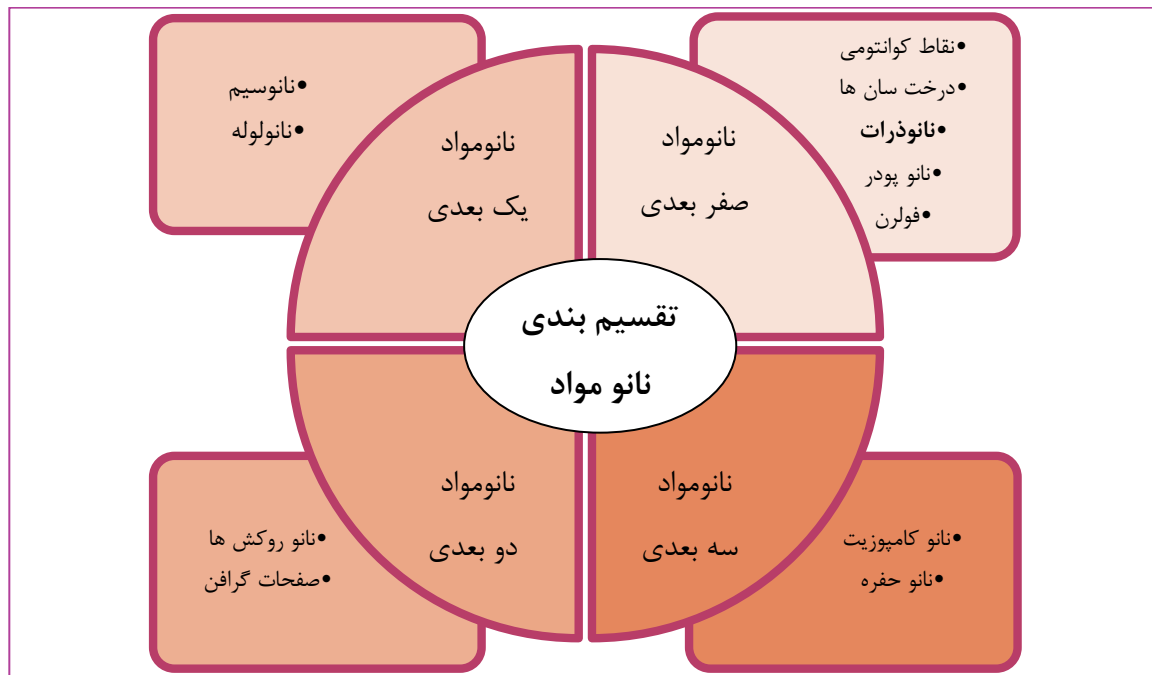 تقسیم بندی
نانو مواد
نانومواد
صفر بعدی
•نقاط کوانتومی
•درخت سان ها
•نانوذرات
•نانو پودر
•فولرن
نانومواد
یک بعدی
•نانوسیم
•نانولوله
نانومواد
دو بعدی
•نانو روکش ها
•صفحات گرافن
نانومواد
سه بعدی
•نانو کامپوزیت
•نانو حفره